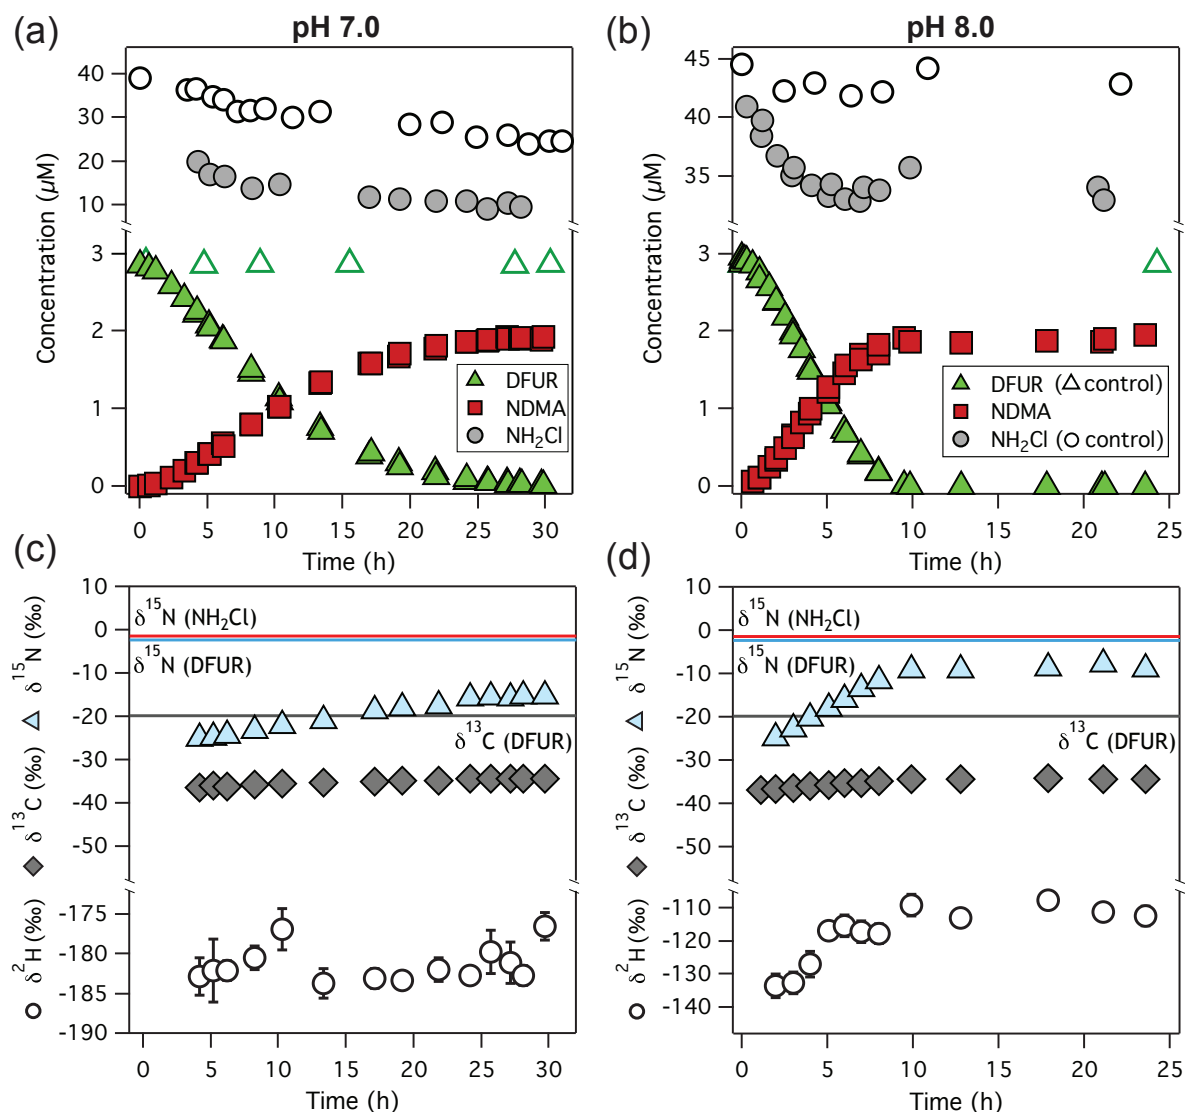 (a)
pH 7.0
(b)
pH 8.0
Concentration (µM)
40
30
20
10
3
2
1
0
DFUR
NDMA
NH₂Cl
0 5 10 15 20 25 30
Time (h)
Concentration (µM)
45
40
35
3
2
1
0
DFUR (△ control)
NDMA
NH₂Cl (○ control)
0 5 10 15 20 25
Time (h)
(c)
δ²H (‰) δ¹³C (‰) δ¹⁵N (‰)
10
0
-10
-20
-30
-40
-50
-175
-180
-185
-190
δ¹⁵N (NH₂Cl)
δ¹⁵N (DFUR)
δ¹³C (DFUR)
0 5 10 15 20 25 30
Time (h)
(d)
δ²H (‰) δ¹³C (‰) δ¹⁵N (‰)
10
0
-10
-20
-30
-40
-50
-110
-120
-130
-140
δ¹⁵N (NH₂Cl)
δ¹⁵N (DFUR)
δ¹³C (DFUR)
0 5 10 15 20 25
Time (h)